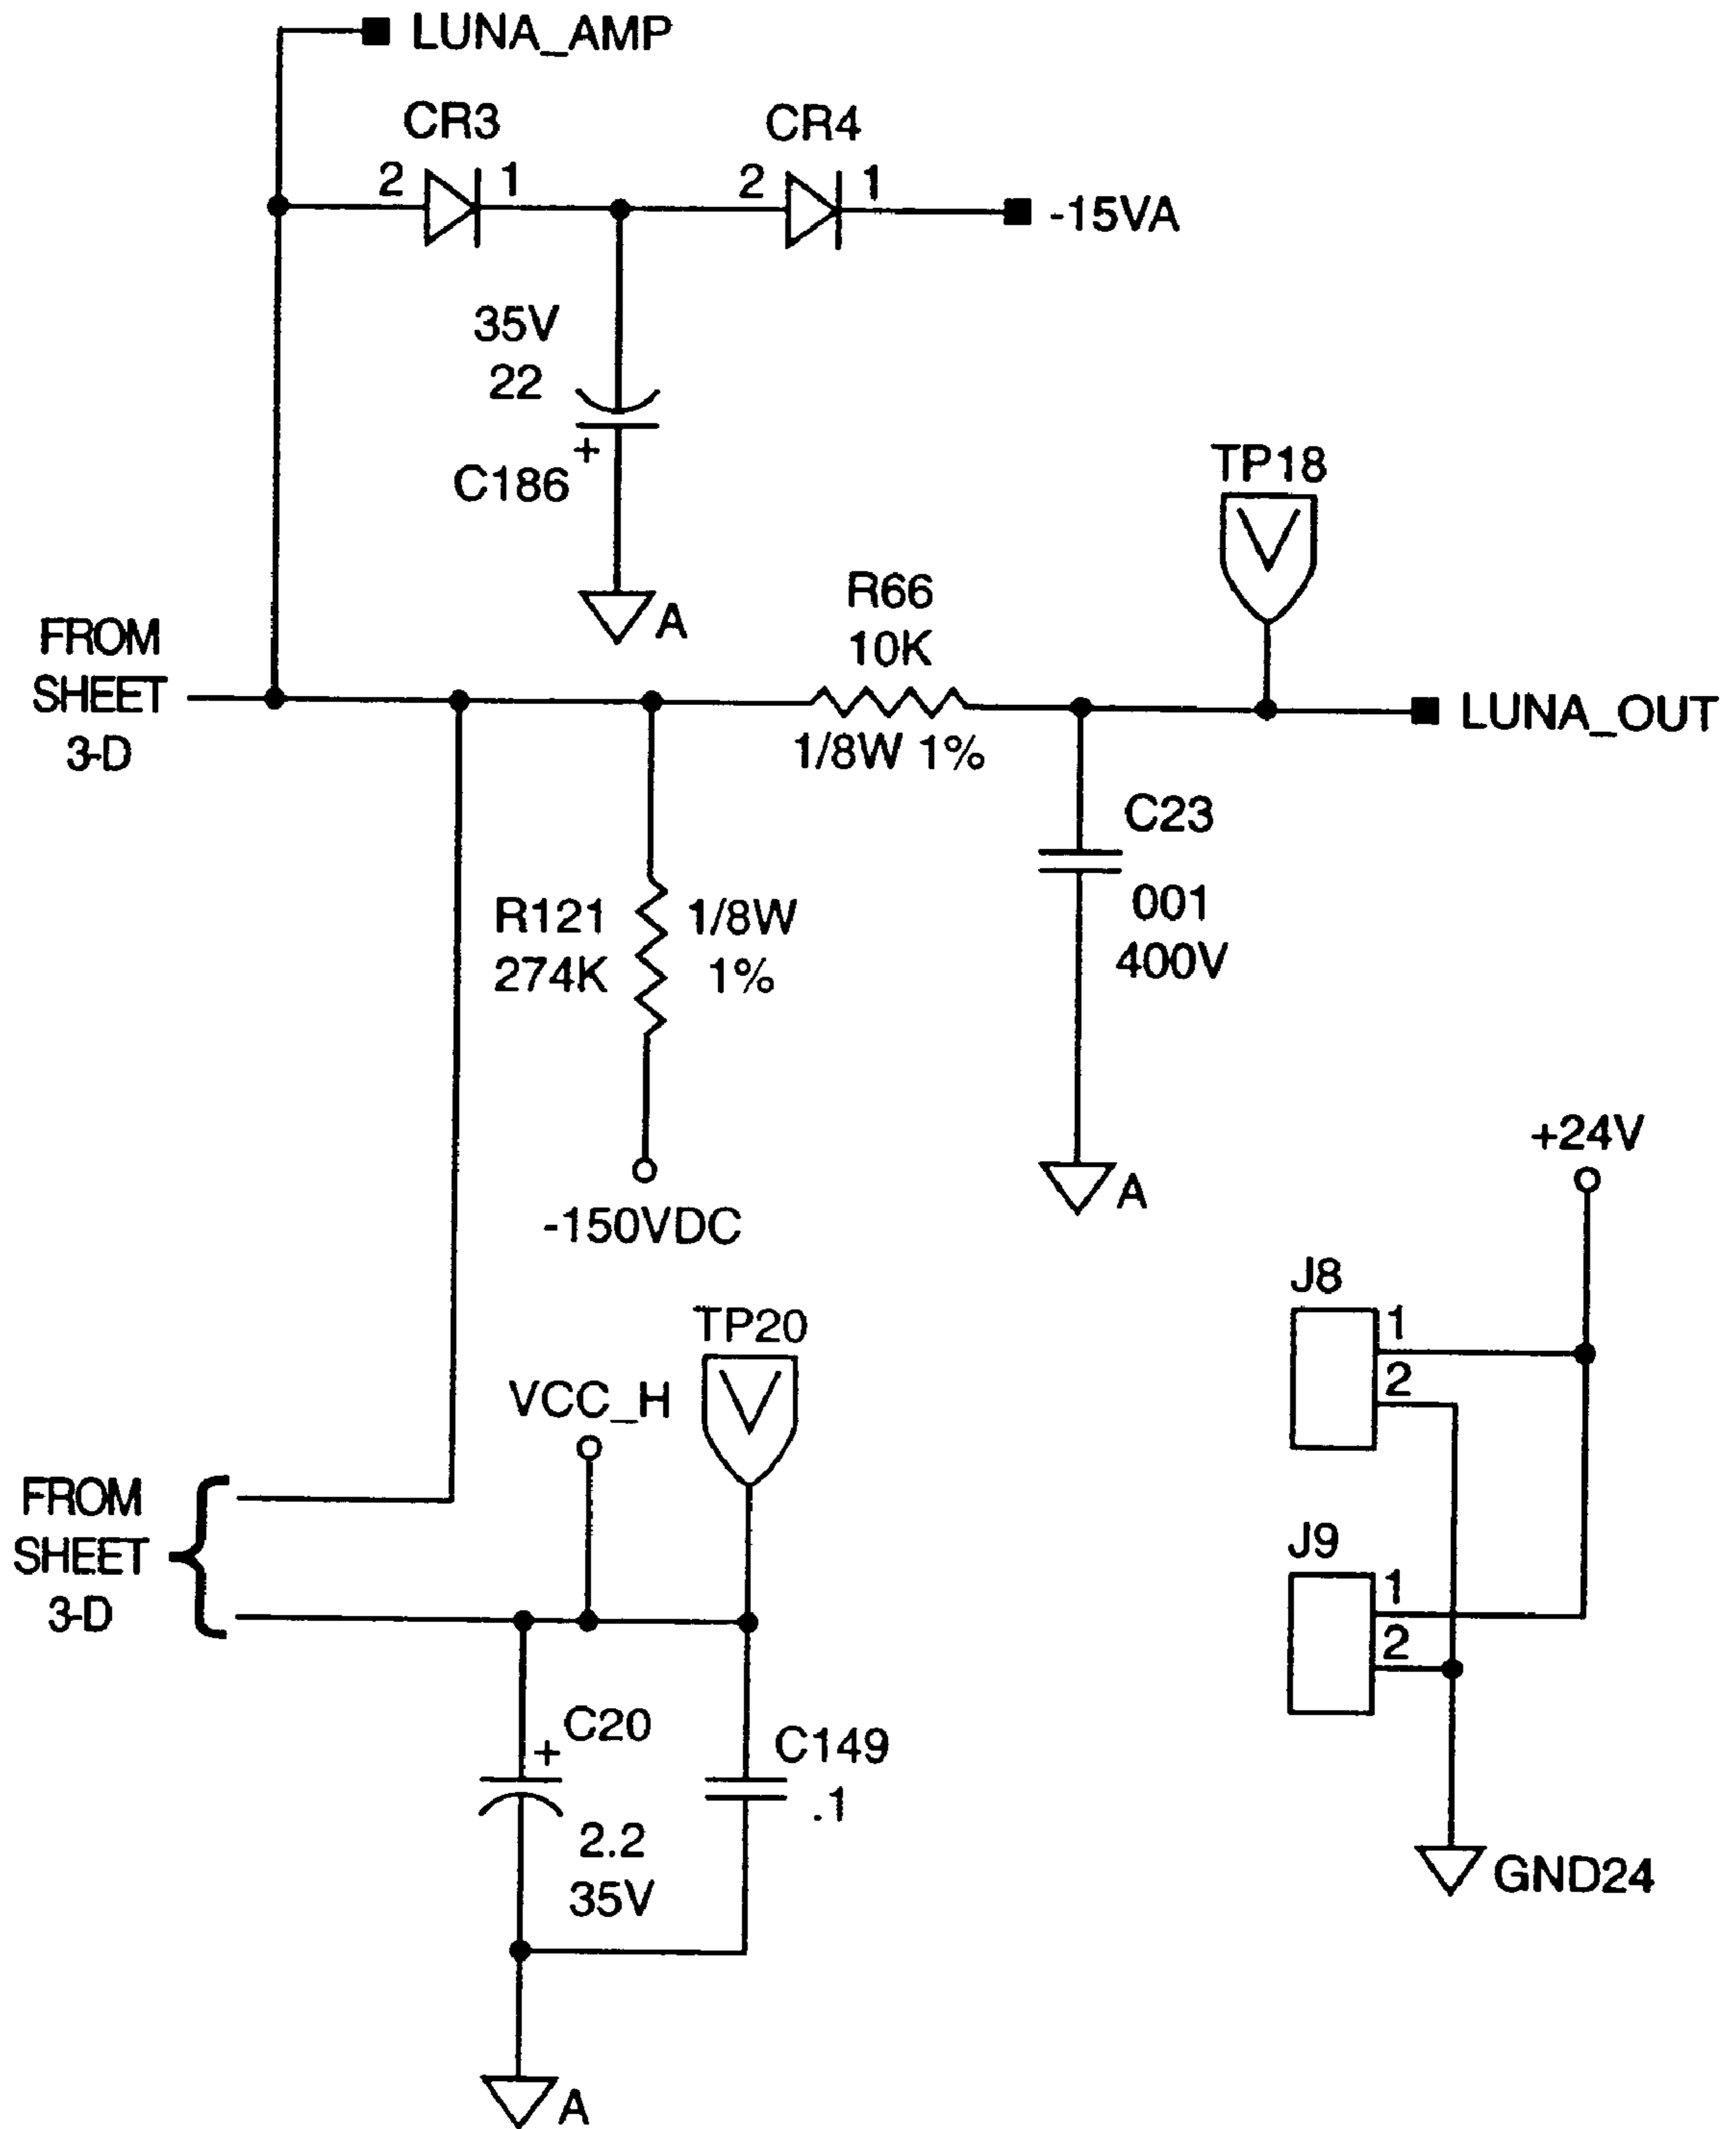 LUNA_AMP
CR3
CR4
2
1
2
1
-15VA
35V
22
+
C186
A
TP18
R66
10K
FROM
SHEET
3-D
1/8W 1%
LUNA_OUT
C23
001
400V
R121
274K
1/8W
1%
A
-150VDC
+24V
J8
1
2
TP20
VCC_H
FROM
SHEET
3-D
J9
1
2
C20
+
2.2
35V
C149
.1
GND24
A